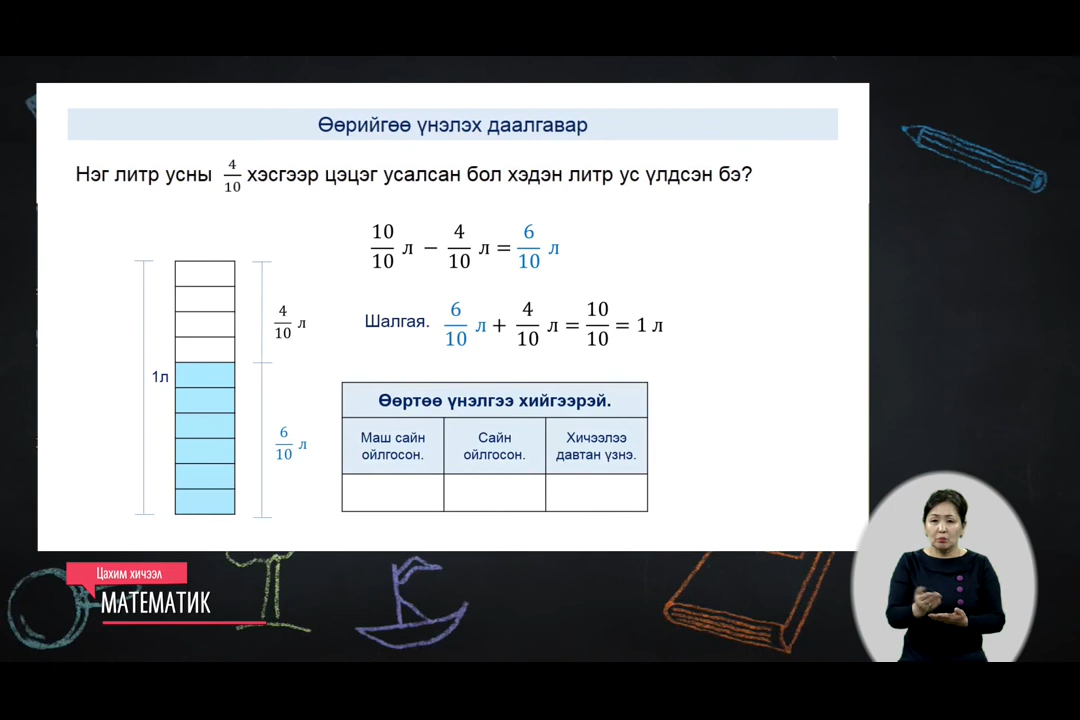 Өөрийгөө үнэлэх даалгавар
Нэг литр усны 4/10 хэсгээр цэцэг усалсан бол хэдэн литр ус үлдсэн бэ?
10/10 л − 4/10 л = 6/10 л
4/10 л
Шалгая. 6/10 л + 4/10 л = 10/10 = 1 л
1л
6/10 л
Өөртөө үнэлгээ хийгээрэй.
Маш сайн ойлгосон.
Сайн ойлгосон.
Хичээлээ давтан үзнэ.
Цахим хичээл
МАТЕМАТИК